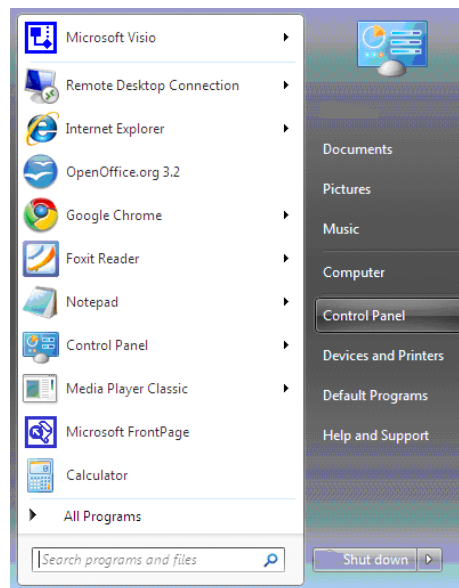 Microsoft Visio
Remote Desktop Connection
Internet Explorer
OpenOffice.org 3.2
Google Chrome
Foxit Reader
Notepad
Control Panel
Media Player Classic
Microsoft FrontPage
Calculator
All Programs
Search programs and files
Documents
Pictures
Music
Computer
Control Panel
Devices and Printers
Default Programs
Help and Support
Shut down